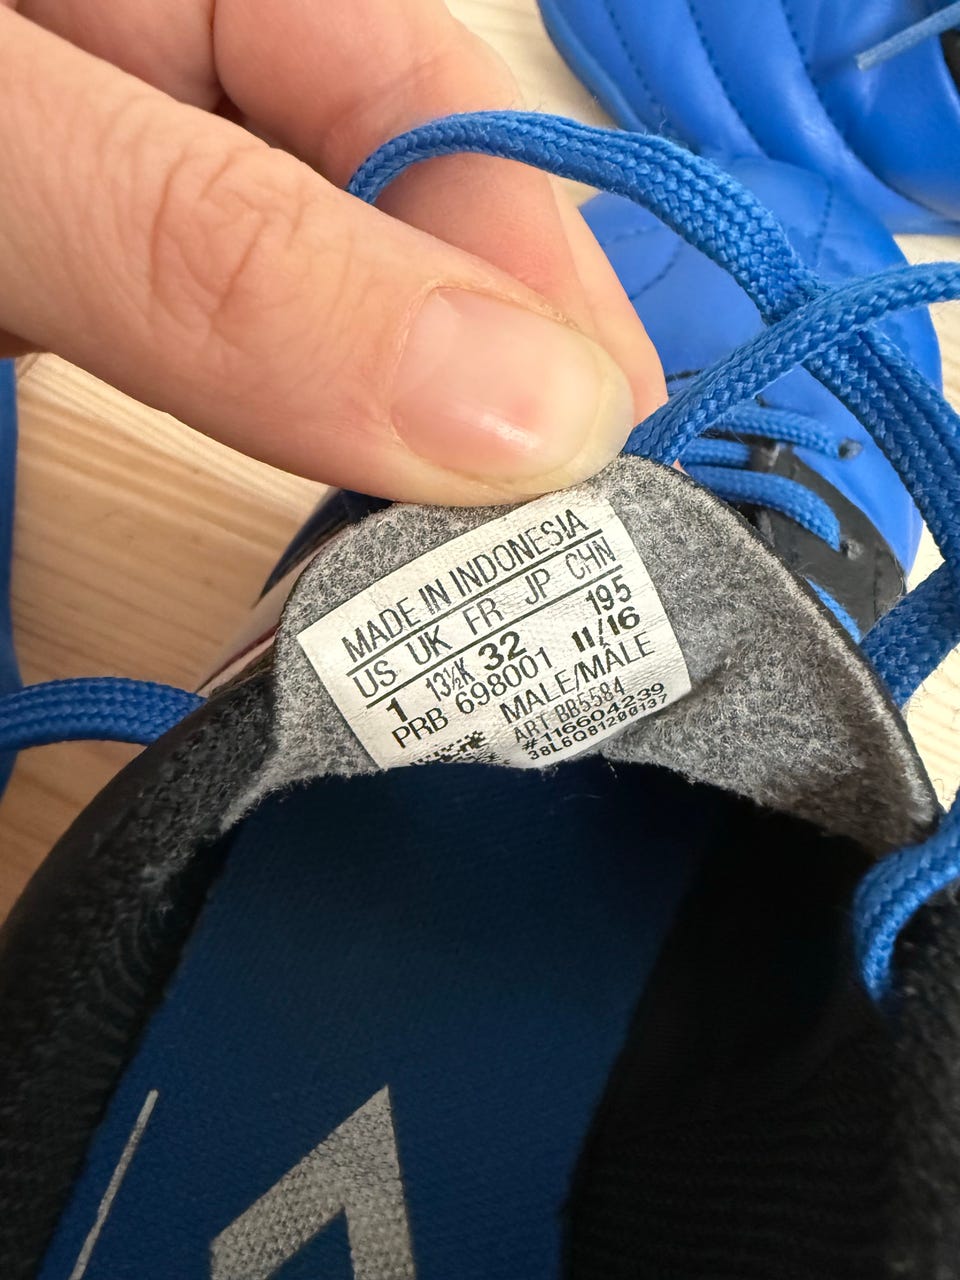 MADE IN INDONESIA
US UK FR JP CHN
1 13½K 32 195
PRB 698001 11/16
MALE/MÂLE
ART BB5584
#116604239
38L6Q81200137